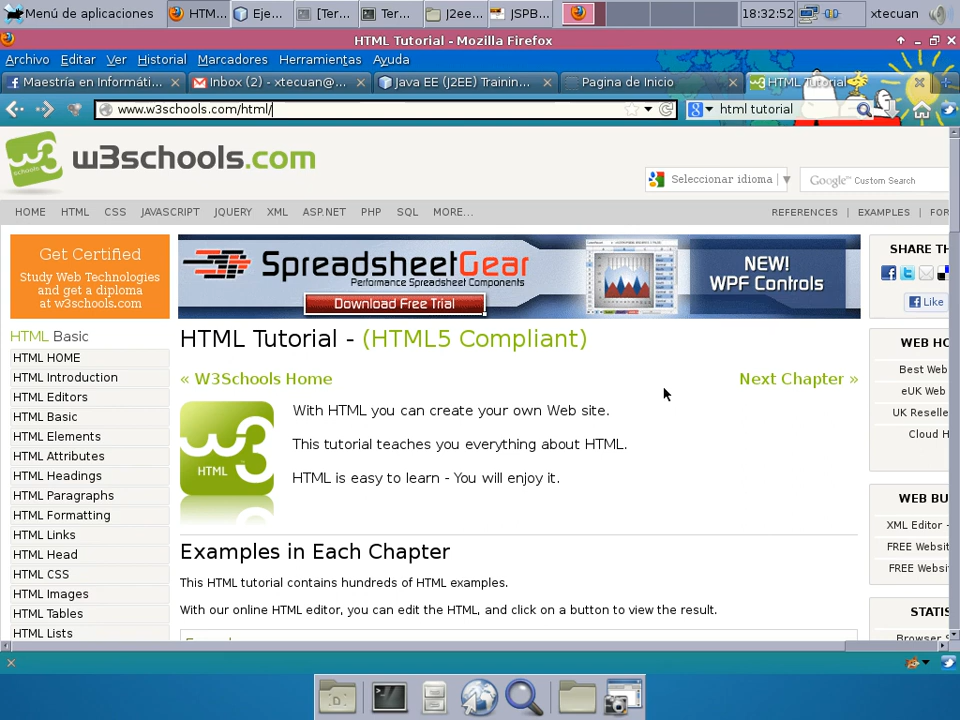 Menú de aplicaciones HTM... Eje... [Ter... Ter... J2ee... JSPB... 18:32:52 xtecuan
HTML Tutorial - Mozilla Firefox
Archivo Editar Ver Historial Marcadores Herramientas Ayuda
Maestría en Informáti... Inbox (2) - xtecuan@... Java EE (J2EE) Trainin... Pagina de Inicio HTML Tutorial
www.w3schools.com/html/ html tutorial
w3schools.com
Seleccionar idioma Google™ Custom Search
HOME HTML CSS JAVASCRIPT JQUERY XML ASP.NET PHP SQL MORE... REFERENCES | EXAMPLES | FOR
Get Certified
Study Web Technologies
and get a diploma
at w3schools.com
SpreadsheetGear
Performance Spreadsheet Components
Download Free Trial
NEW!
WPF Controls
SHARE TH
Like
HTML Basic
HTML HOME
HTML Introduction
HTML Editors
HTML Basic
HTML Elements
HTML Attributes
HTML Headings
HTML Paragraphs
HTML Formatting
HTML Links
HTML Head
HTML CSS
HTML Images
HTML Tables
HTML Lists
HTML Tutorial - (HTML5 Compliant)
« W3Schools Home Next Chapter »
w3 HTML
With HTML you can create your own Web site.
This tutorial teaches you everything about HTML.
HTML is easy to learn - You will enjoy it.
Examples in Each Chapter
This HTML tutorial contains hundreds of HTML examples.
With our online HTML editor, you can edit the HTML, and click on a button to view the result.
WEB HO
Best Web
eUK Web
UK Reselle
Cloud H
WEB BU
XML Editor -
FREE Websit
FREE Websit
STATIS
Browser S